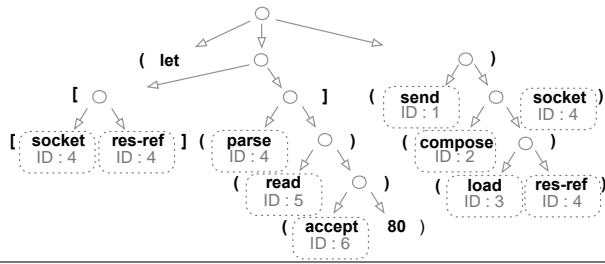 ( let )
[ ] ( send socket )
ID : 1 ID : 4
[ socket res-ref ] ( parse ) ( compose )
ID : 4 ID : 4 ID : 4 ID : 2
( read ) ( load res-ref )
ID : 5 ID : 3 ID : 4
( accept 80 )
ID : 6